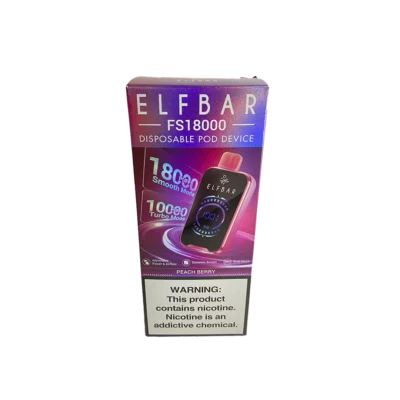 ELFBAR
FS18000
DISPOSABLE POD DEVICE
18000
Smooth Mode
10000
Turbo Mode
ELFBAR
PEACH BERRY
WARNING:
This product
contains nicotine.
Nicotine is an
addictive chemical.